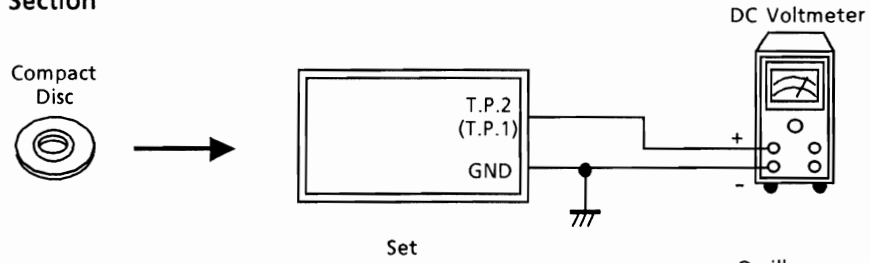 Section
DC Voltmeter
Compact
Disc
T.P.2
(T.P.1)
GND
+
-
Set